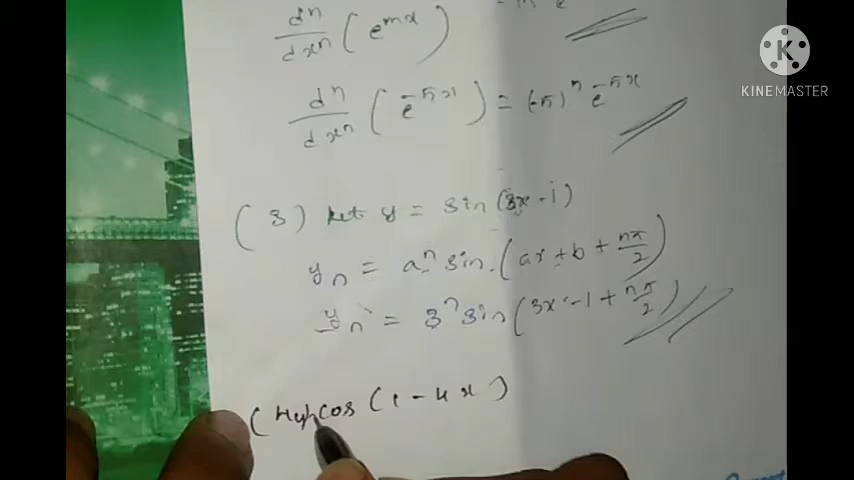 K
KINEMASTER
dⁿ/dxⁿ (e^mx)
dⁿ/dxⁿ (e^-5x) = (-5)ⁿ e^-5x
(3) Let y = sin(3x-1)
yₙ = aⁿ sin (ax+b+nπ/2)
yₙ = 3ⁿ sin(3x-1+nπ/2)
(4) cos (1-4x)